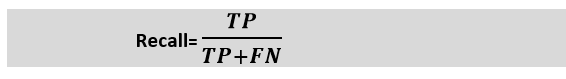 Recall= TP / TP+FN